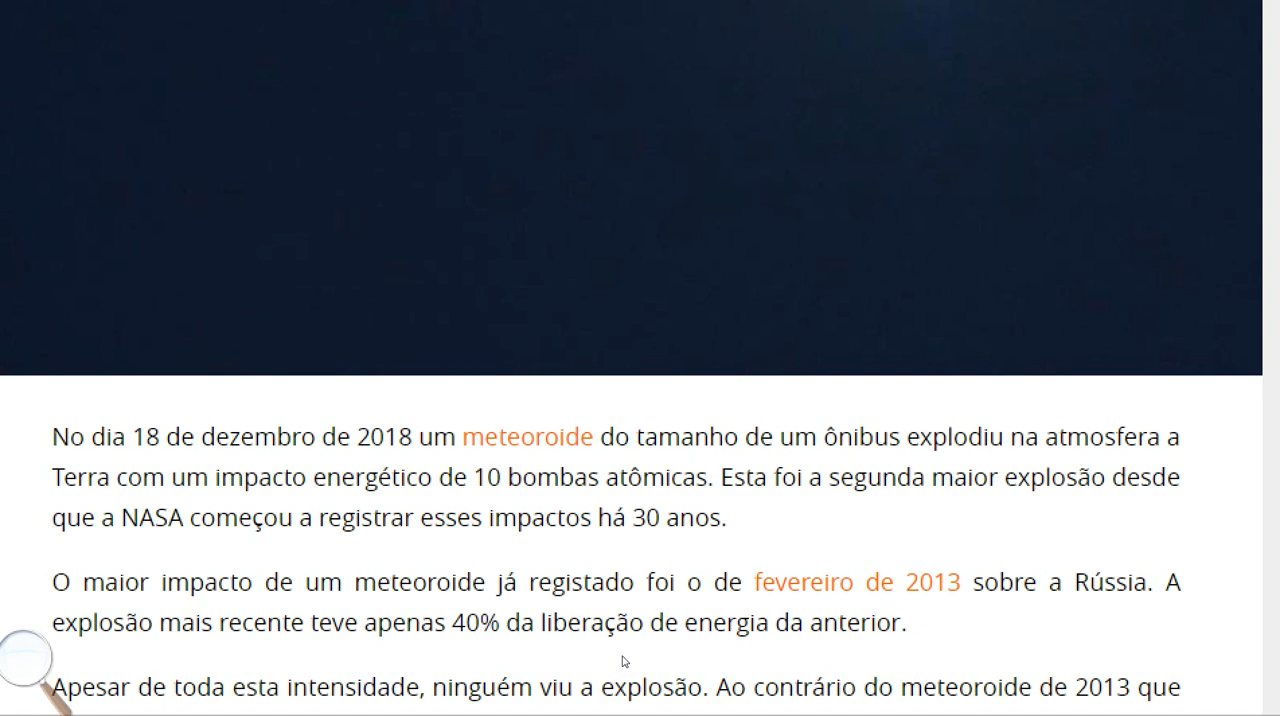 No dia 18 de dezembro de 2018 um meteoroide do tamanho de um ônibus explodiu na atmosfera a
Terra com um impacto energético de 10 bombas atômicas. Esta foi a segunda maior explosão desde
que a NASA começou a registrar esses impactos há 30 anos.
O maior impacto de um meteoroide já registado foi o de fevereiro de 2013 sobre a Rússia. A
explosão mais recente teve apenas 40% da liberação de energia da anterior.
Apesar de toda esta intensidade, ninguém viu a explosão. Ao contrário do meteoroide de 2013 que